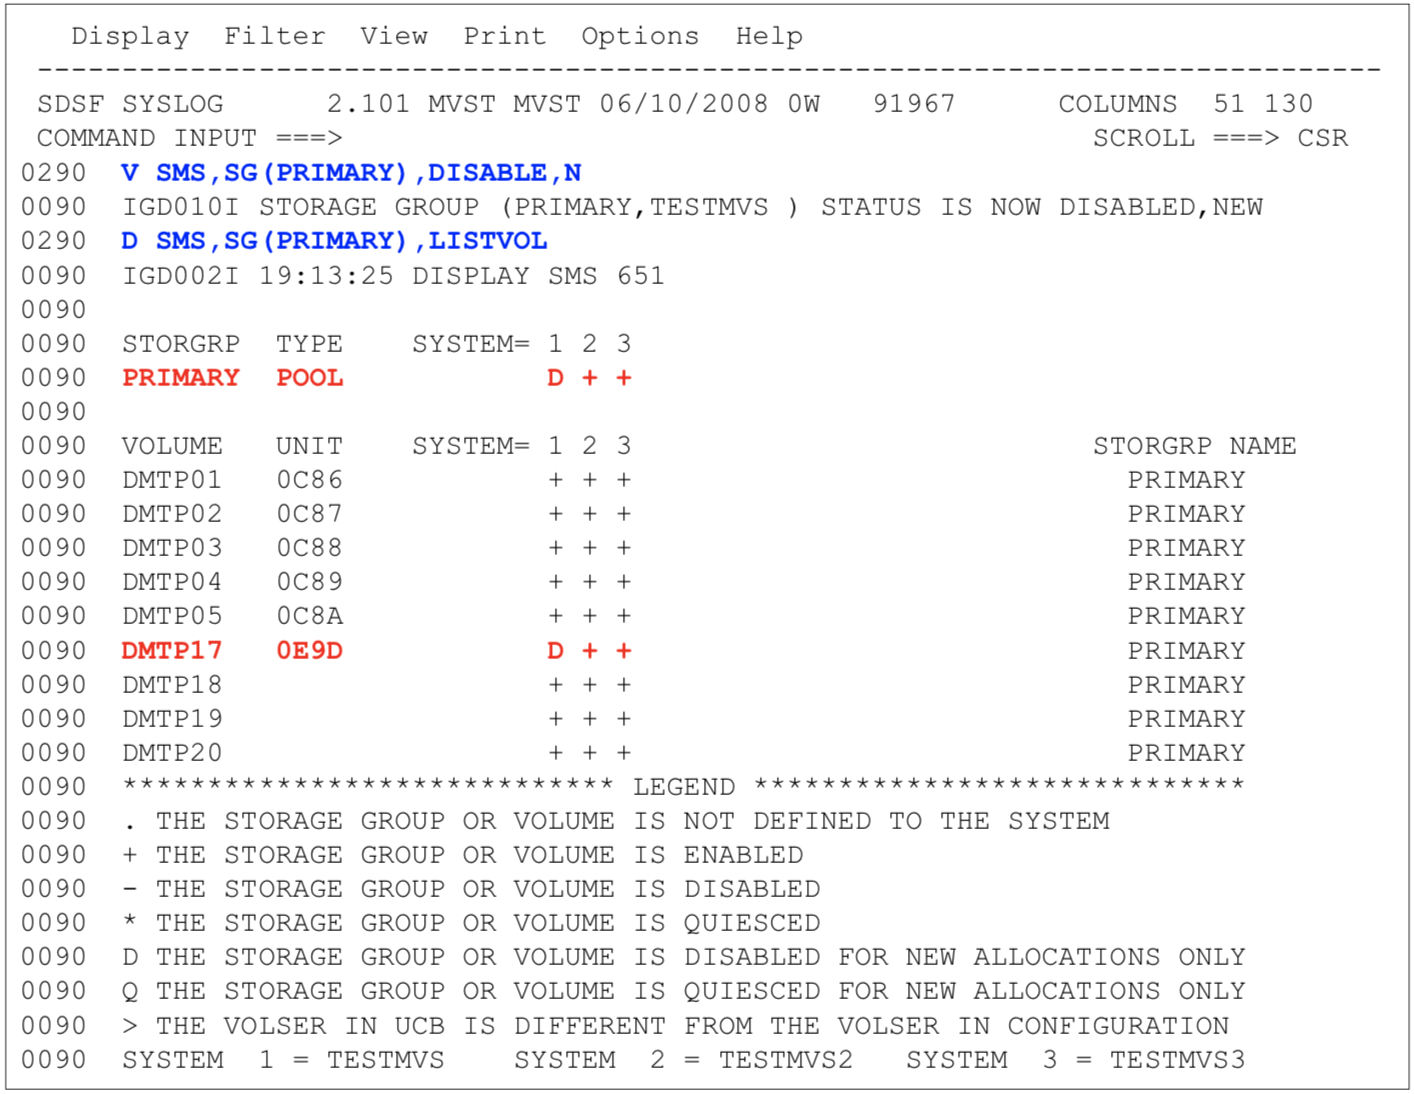 Display  Filter  View  Print  Options  Help
-------------------------------------------------------------------------------
SDSF SYSLOG      2.101 MVST MVST 06/10/2008 0W   91967      COLUMNS  51 130
COMMAND INPUT ===>                                            SCROLL ===> CSR
0290  V SMS,SG(PRIMARY),DISABLE,N
0090  IGD010I STORAGE GROUP (PRIMARY,TESTMVS ) STATUS IS NOW DISABLED,NEW
0290  D SMS,SG(PRIMARY),LISTVOL
0090  IGD002I 19:13:25 DISPLAY SMS 651
0090
0090  STORGRP  TYPE    SYSTEM= 1 2 3
0090  PRIMARY  POOL            D + +
0090
0090  VOLUME   UNIT    SYSTEM= 1 2 3                           STORGRP NAME
0090  DMTP01   0C86            + + +                             PRIMARY
0090  DMTP02   0C87            + + +                             PRIMARY
0090  DMTP03   0C88            + + +                             PRIMARY
0090  DMTP04   0C89            + + +                             PRIMARY
0090  DMTP05   0C8A            + + +                             PRIMARY
0090  DMTP17   0E9D            D + +                             PRIMARY
0090  DMTP18                   + + +                             PRIMARY
0090  DMTP19                   + + +                             PRIMARY
0090  DMTP20                   + + +                             PRIMARY
0090  ***************************** LEGEND *****************************
0090  . THE STORAGE GROUP OR VOLUME IS NOT DEFINED TO THE SYSTEM
0090  + THE STORAGE GROUP OR VOLUME IS ENABLED
0090  - THE STORAGE GROUP OR VOLUME IS DISABLED
0090  * THE STORAGE GROUP OR VOLUME IS QUIESCED
0090  D THE STORAGE GROUP OR VOLUME IS DISABLED FOR NEW ALLOCATIONS ONLY
0090  Q THE STORAGE GROUP OR VOLUME IS QUIESCED FOR NEW ALLOCATIONS ONLY
0090  > THE VOLSER IN UCB IS DIFFERENT FROM THE VOLSER IN CONFIGURATION
0090  SYSTEM  1 = TESTMVS    SYSTEM  2 = TESTMVS2   SYSTEM  3 = TESTMVS3